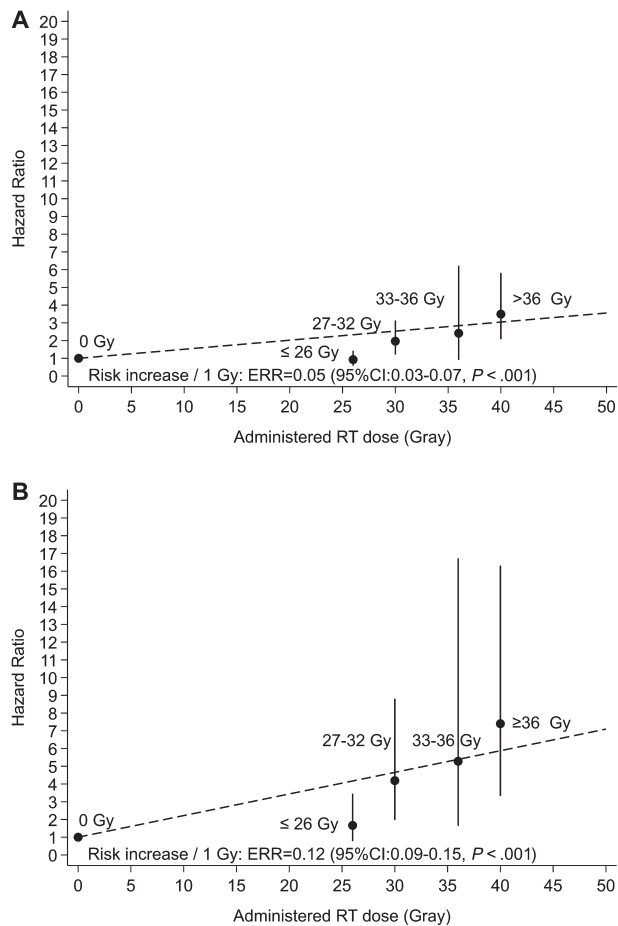 A
20
19
18
17
16
15
14
13
12
11
10
9
8
7
6
5
4
3
2
1
0
Hazard Ratio
0 Gy
≤ 26 Gy
27-32 Gy
33-36 Gy
>36 Gy
Risk increase / 1 Gy: ERR=0.05 (95%CI:0.03-0.07, P < .001)
0 5 10 15 20 25 30 35 40 45 50
Administered RT dose (Gray)
B
20
19
18
17
16
15
14
13
12
11
10
9
8
7
6
5
4
3
2
1
0
Hazard Ratio
0 Gy
≤ 26 Gy
27-32 Gy
33-36 Gy
≥36 Gy
Risk increase / 1 Gy: ERR=0.12 (95%CI:0.09-0.15, P < .001)
0 5 10 15 20 25 30 35 40 45 50
Administered RT dose (Gray)